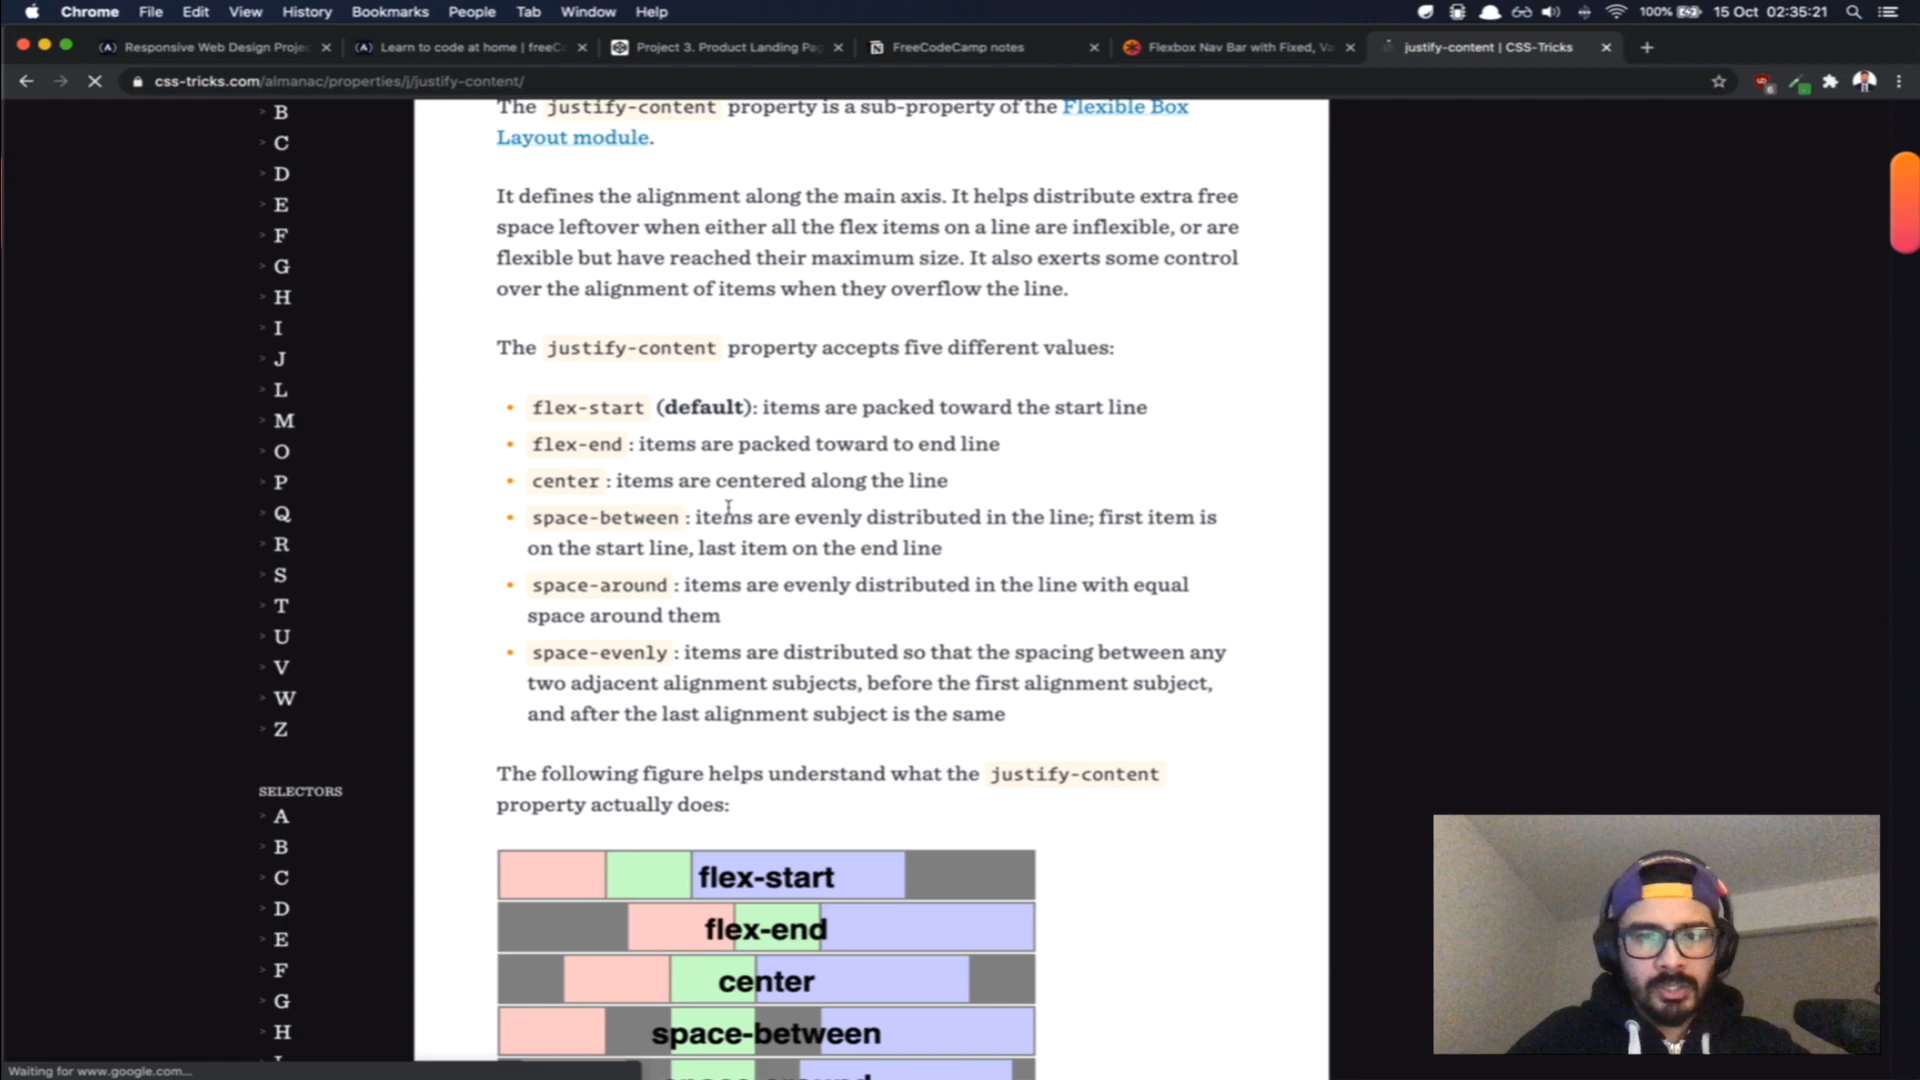 Chrome File Edit View History Bookmarks People Tab Window Help 100% 15 Oct 02:35:21
Responsive Web Design Projec Learn to code at home | freeC Project 3. Product Landing Pag FreeCodeCamp notes Flexbox Nav Bar with Fixed, Va justify-content | CSS-Tricks
css-tricks.com/almanac/properties/j/justify-content/
B
C
D
E
F
G
H
I
J
L
M
O
P
Q
R
S
T
U
V
W
Z
SELECTORS
A
B
C
D
E
F
G
H
The justify-content property is a sub-property of the Flexible Box
Layout module.
It defines the alignment along the main axis. It helps distribute extra free
space leftover when either all the flex items on a line are inflexible, or are
flexible but have reached their maximum size. It also exerts some control
over the alignment of items when they overflow the line.
The justify-content property accepts five different values:
flex-start (default): items are packed toward the start line
flex-end : items are packed toward to end line
center : items are centered along the line
space-between : items are evenly distributed in the line; first item is
on the start line, last item on the end line
space-around : items are evenly distributed in the line with equal
space around them
space-evenly : items are distributed so that the spacing between any
two adjacent alignment subjects, before the first alignment subject,
and after the last alignment subject is the same
The following figure helps understand what the justify-content
property actually does:
flex-start
flex-end
center
space-between
space-around
Waiting for www.google.com...